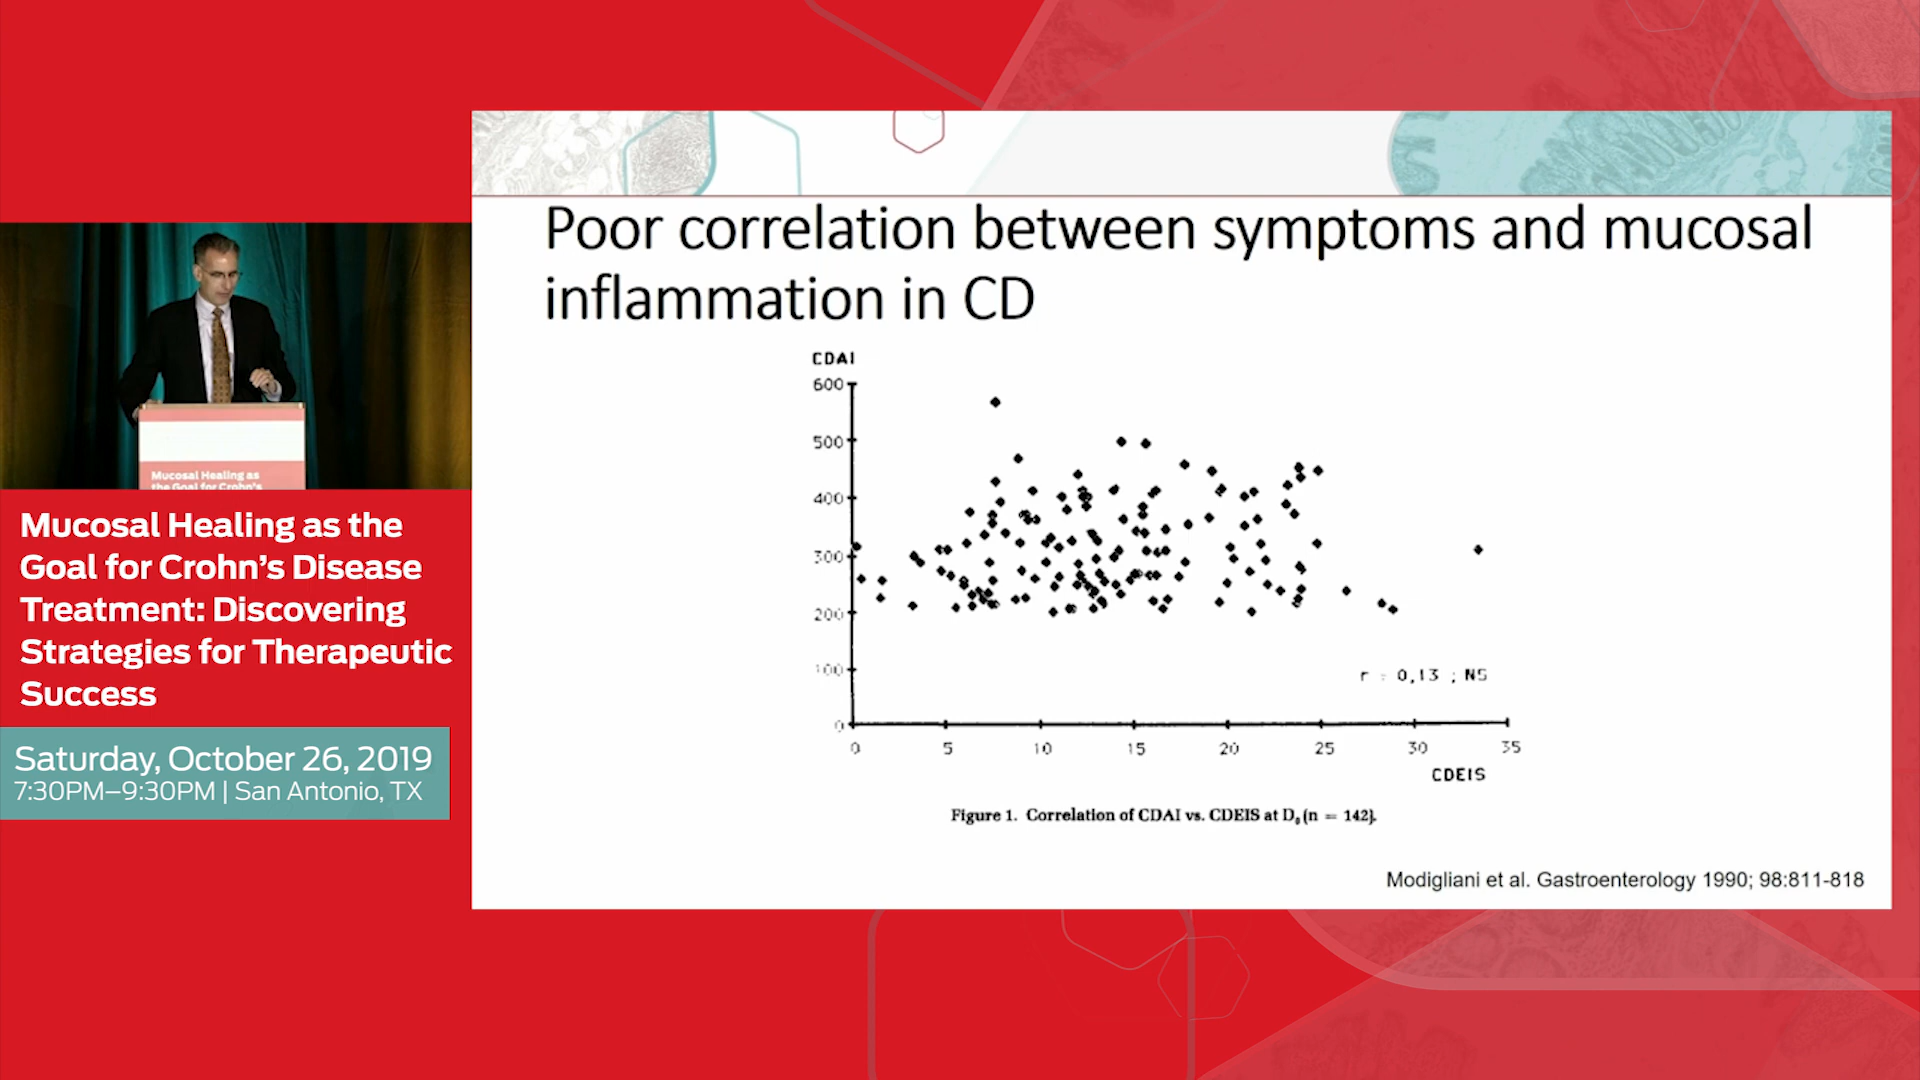 Poor correlation between symptoms and mucosal
inflammation in CD
CDAI
600
500
400
300
200
100
0
r = 0,13 ; NS
0 5 10 15 20 25 30 35
CDEIS
Figure 1. Correlation of CDAI vs. CDEIS at D₀ (n = 142).
Modigliani et al. Gastroenterology 1990; 98:811-818
Mucosal Healing as
the Goal for Crohn's
Mucosal Healing as the
Goal for Crohn’s Disease
Treatment: Discovering
Strategies for Therapeutic
Success
Saturday, October 26, 2019
7:30PM–9:30PM | San Antonio, TX